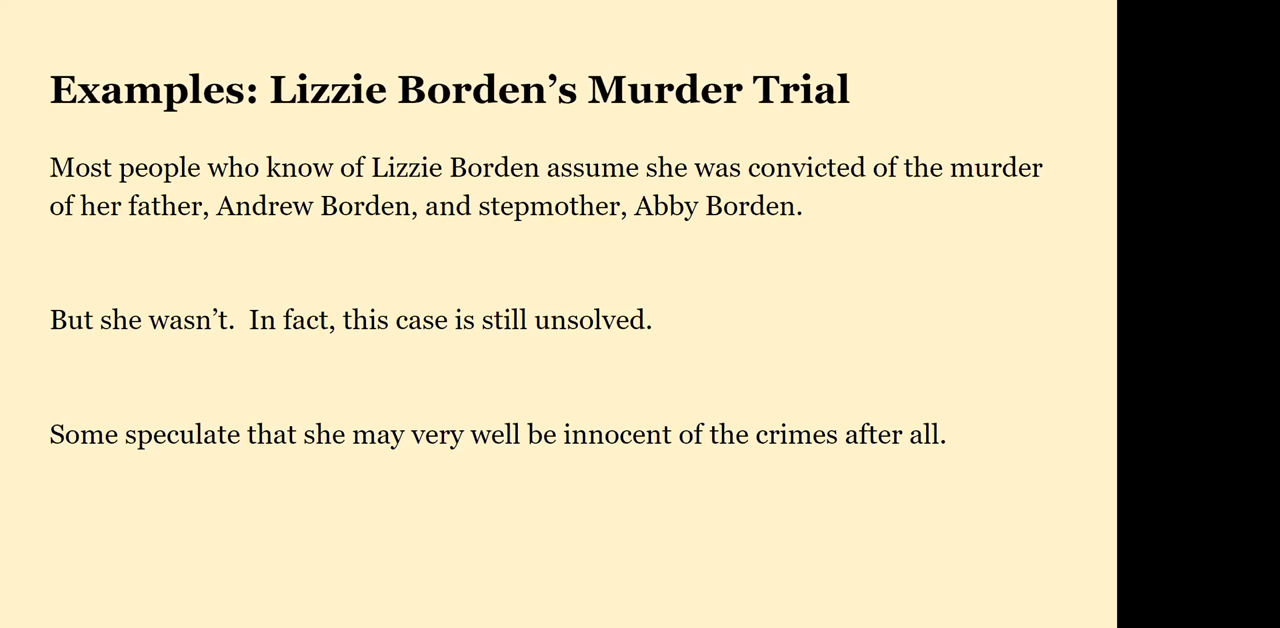 Examples: Lizzie Borden’s Murder Trial
Most people who know of Lizzie Borden assume she was convicted of the murder
of her father, Andrew Borden, and stepmother, Abby Borden.
But she wasn’t.  In fact, this case is still unsolved.
Some speculate that she may very well be innocent of the crimes after all.